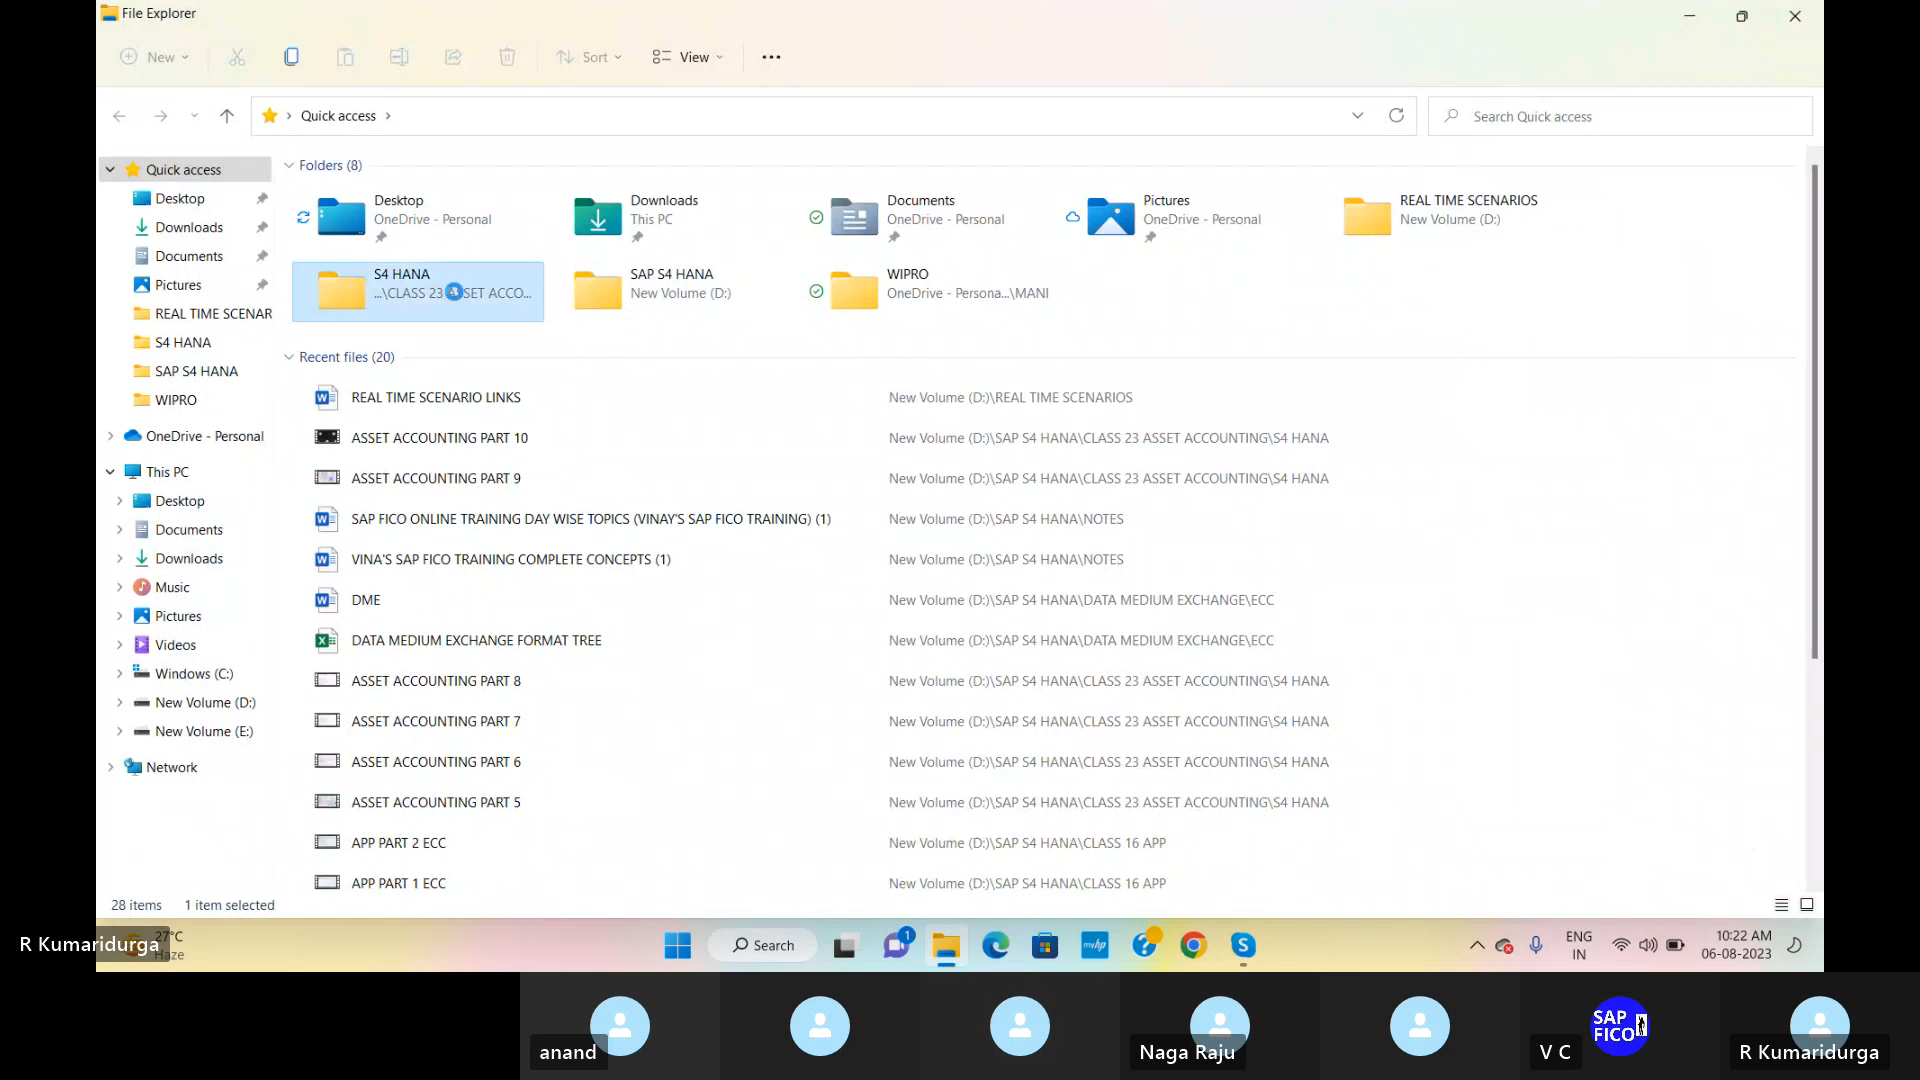 File Explorer
New
Sort
View
Quick access
Search Quick access
Quick access
Desktop
Downloads
Documents
Pictures
REAL TIME SCENAR
S4 HANA
SAP S4 HANA
WIPRO
OneDrive - Personal
This PC
Desktop
Documents
Downloads
Music
Pictures
Videos
Windows (C:)
New Volume (D:)
New Volume (E:)
Network
Folders (8)
Desktop
OneDrive - Personal
Downloads
This PC
Documents
OneDrive - Personal
Pictures
OneDrive - Personal
REAL TIME SCENARIOS
New Volume (D:)
S4 HANA
...\CLASS 23 ASSET ACCO...
SAP S4 HANA
New Volume (D:)
WIPRO
OneDrive - Persona...\MANI
Recent files (20)
REAL TIME SCENARIO LINKS New Volume (D:)\REAL TIME SCENARIOS
ASSET ACCOUNTING PART 10 New Volume (D:)\SAP S4 HANA\CLASS 23 ASSET ACCOUNTING\S4 HANA
ASSET ACCOUNTING PART 9 New Volume (D:)\SAP S4 HANA\CLASS 23 ASSET ACCOUNTING\S4 HANA
SAP FICO ONLINE TRAINING DAY WISE TOPICS (VINAY'S SAP FICO TRAINING) (1) New Volume (D:)\SAP S4 HANA\NOTES
VINA'S SAP FICO TRAINING COMPLETE CONCEPTS (1) New Volume (D:)\SAP S4 HANA\NOTES
DME New Volume (D:)\SAP S4 HANA\DATA MEDIUM EXCHANGE\ECC
DATA MEDIUM EXCHANGE FORMAT TREE New Volume (D:)\SAP S4 HANA\DATA MEDIUM EXCHANGE\ECC
ASSET ACCOUNTING PART 8 New Volume (D:)\SAP S4 HANA\CLASS 23 ASSET ACCOUNTING\S4 HANA
ASSET ACCOUNTING PART 7 New Volume (D:)\SAP S4 HANA\CLASS 23 ASSET ACCOUNTING\S4 HANA
ASSET ACCOUNTING PART 6 New Volume (D:)\SAP S4 HANA\CLASS 23 ASSET ACCOUNTING\S4 HANA
ASSET ACCOUNTING PART 5 New Volume (D:)\SAP S4 HANA\CLASS 23 ASSET ACCOUNTING\S4 HANA
APP PART 2 ECC New Volume (D:)\SAP S4 HANA\CLASS 16 APP
APP PART 1 ECC New Volume (D:)\SAP S4 HANA\CLASS 16 APP
28 items 1 item selected
R Kumaridurga
27°C
Haze
Search
1
myhp
ENG
IN
10:22 AM
06-08-2023
anand
Naga Raju
SAP
FICO
V C
R Kumaridurga